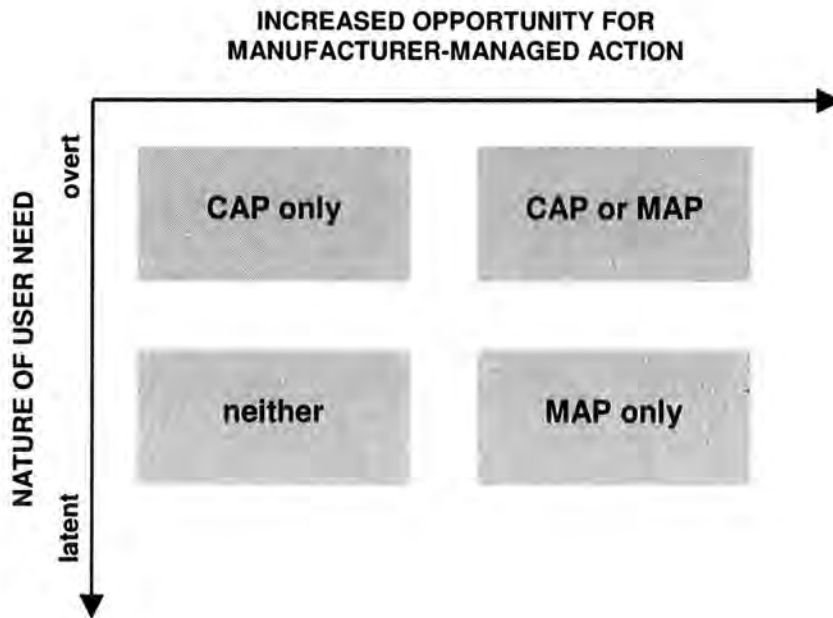 INCREASED OPPORTUNITY FOR
MANUFACTURER-MANAGED ACTION
NATURE OF USER NEED
overt
latent
CAP only
CAP or MAP
neither
MAP only